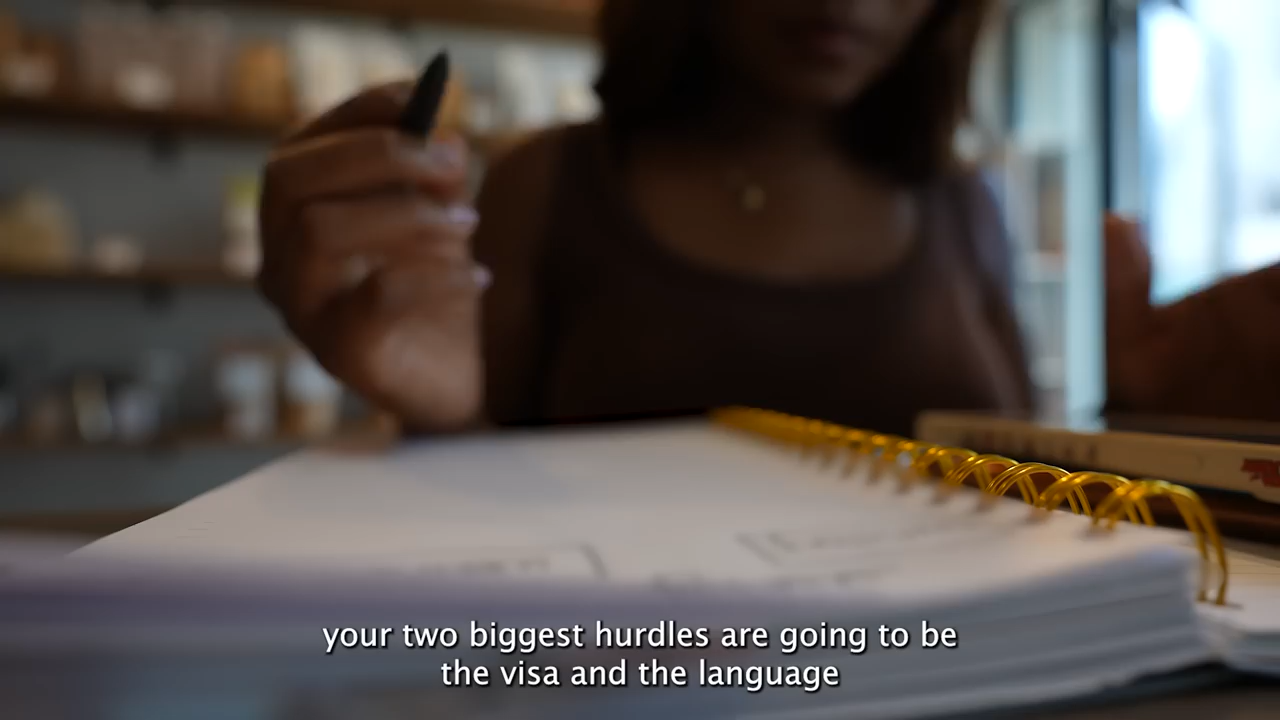 your two biggest hurdles are going to be
the visa and the language